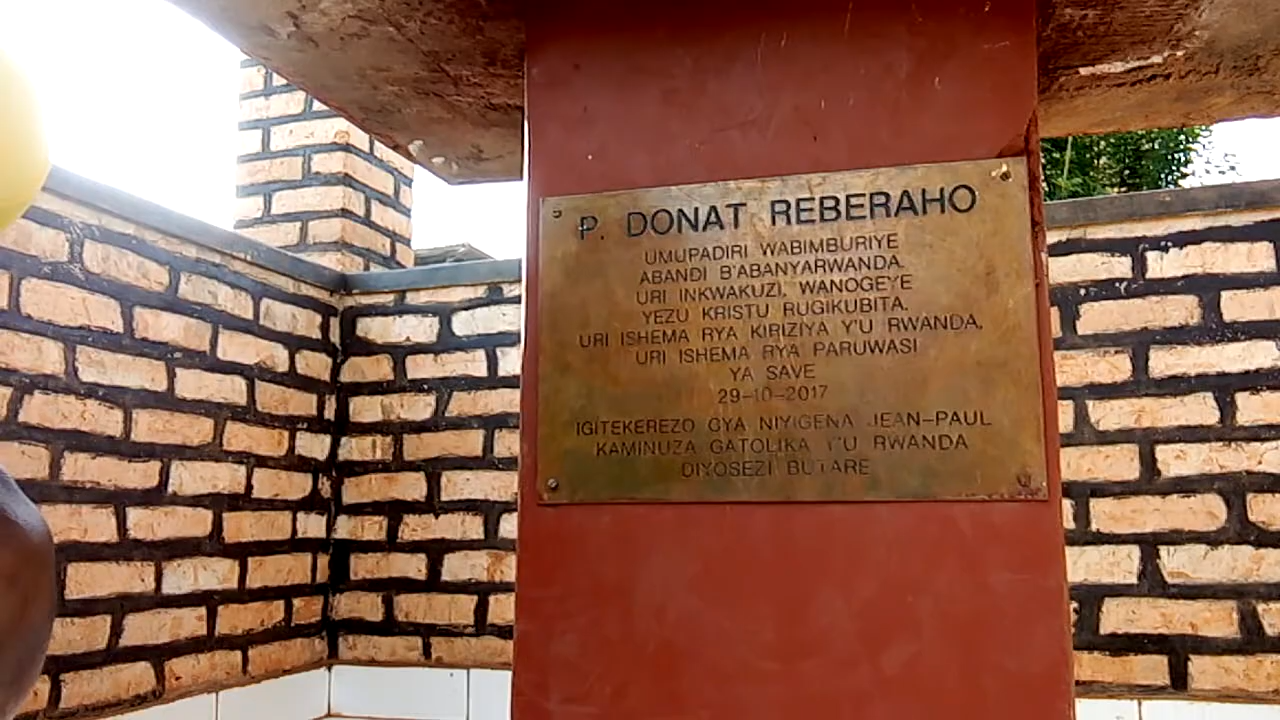 P. DONAT REBERAHO
UMUPADIRI WABIMBURIYE
ABANDI B'ABANYARWANDA.
URI INKWAKUZI, WANOGEYE
YEZU KRISTU RUGIKUBITA.
URI ISHEMA RYA KIRIZIYA Y'U RWANDA,
URI ISHEMA RYA PARUWASI
YA SAVE
29-10-2017
IGITEKEREZO CYA NIYIGENA JEAN-PAUL
KAMINUZA GATOLIKA Y'U RWANDA
DIYOSEZI BUTARE